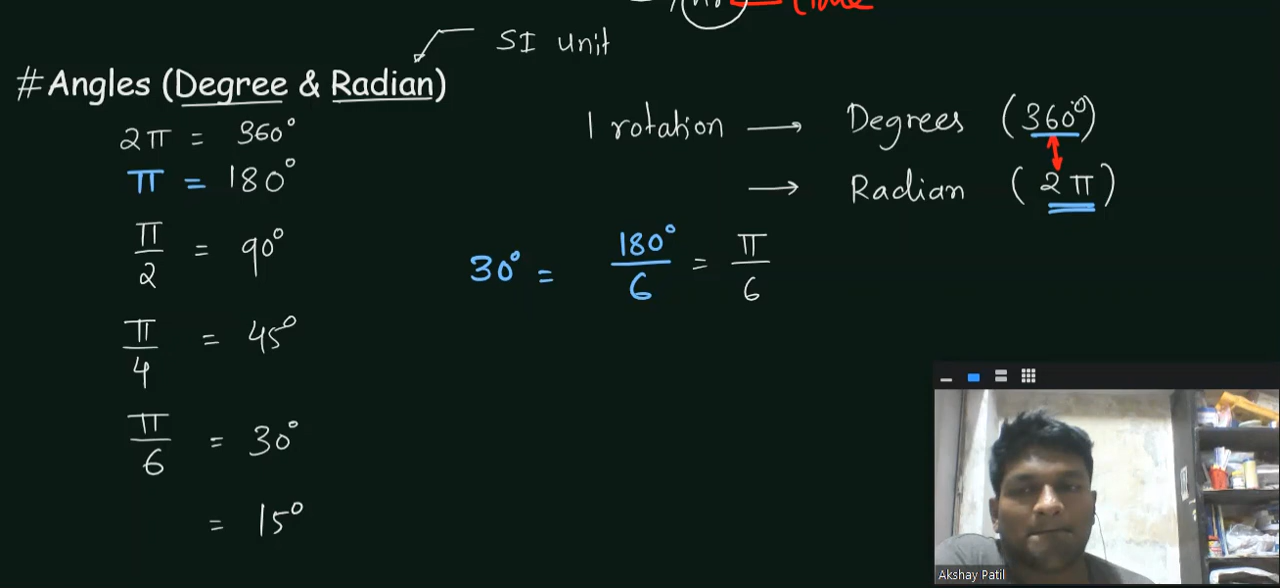 SI unit
# Angles (Degree & Radian)
1 rotation → Degrees (360°)
→ Radian (2π)
2π = 360°
π = 180°
π/2 = 90°
30° = 180°/6 = π/6
π/4 = 45°
π/6 = 30°
= 15°
Akshay Patil